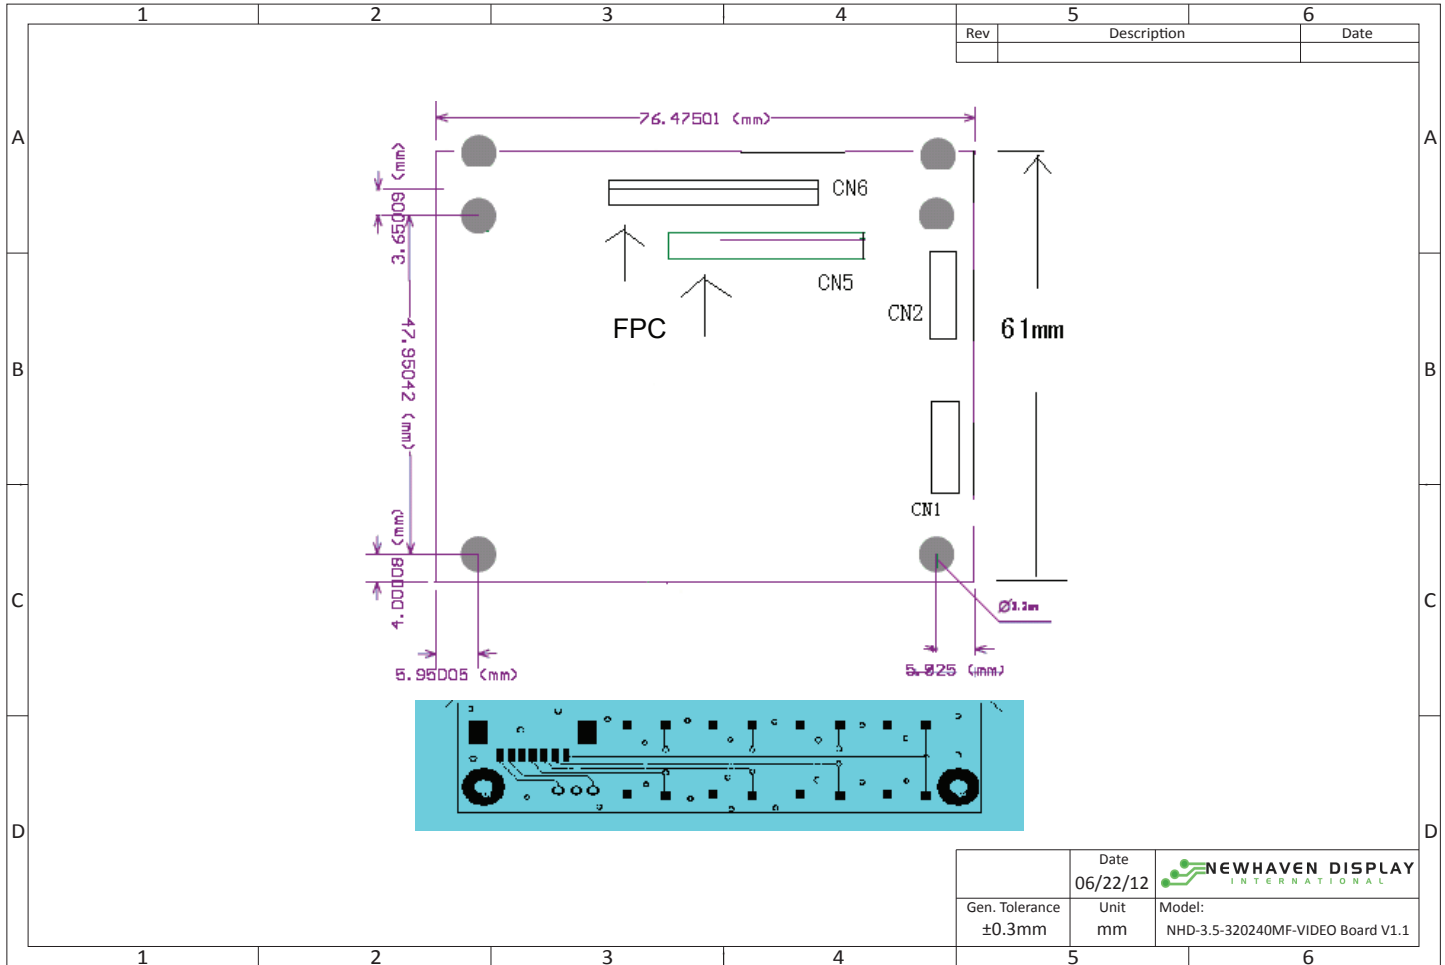 1 2 3 4 5 6
Rev Description Date
A A
76.47501 (mm)
3.65009 (mm)
CN6
CN5
CN2
FPC
61mm
B B
47.95042 (mm)
CN1
4.00008 (mm)
C C
5.95005 (mm)
D D
Date
06/22/12
NEWHAVEN DISPLAY
INTERNATIONAL
Gen. Tolerance Unit Model:
±0.3mm mm NHD-3.5-320240MF-VIDEO Board V1.1
1 2 3 4 5 6